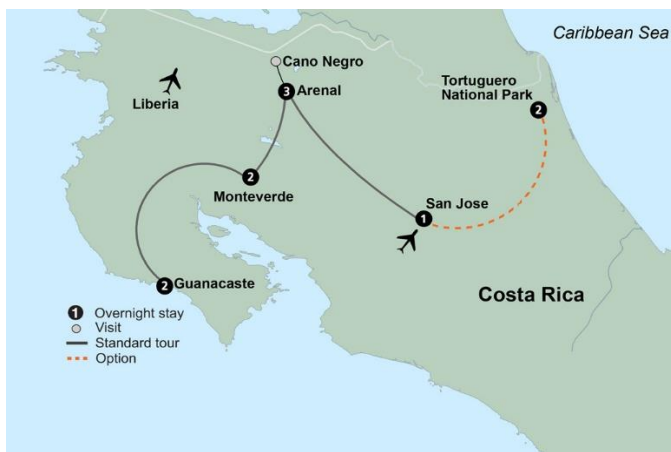 Caribbean Sea
Cano Negro
Tortuguero
National Park
Liberia
3 Arenal
2
2
Monteverde
San Jose
1
2 Guanacaste
Costa Rica
1 Overnight stay
Visit
Standard tour
Option